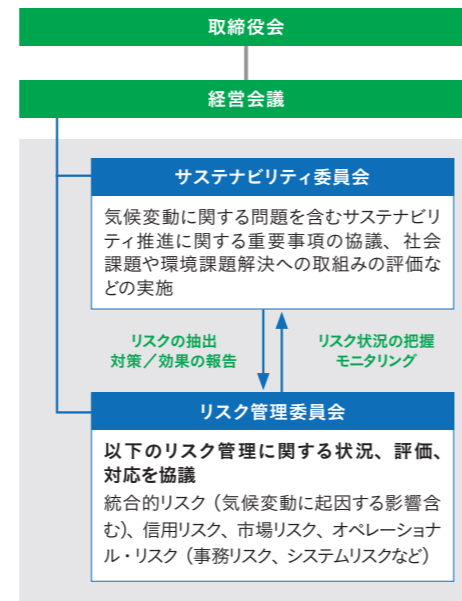 取締役会
経営会議
サステナビリティ委員会
気候変動に関する問題を含むサステナビリ
ティ推進に関する重要事項の協議、社会
課題や環境課題解決への取組みの評価な
どの実施
リスクの抽出
対策／効果の報告
リスク状況の把握
モニタリング
リスク管理委員会
以下のリスク管理に関する状況、評価、
対応を協議
統合的リスク（気候変動に起因する影響含
む）、信用リスク、市場リスク、オペレーショナ
ル・リスク（事務リスク、システムリスクなど）